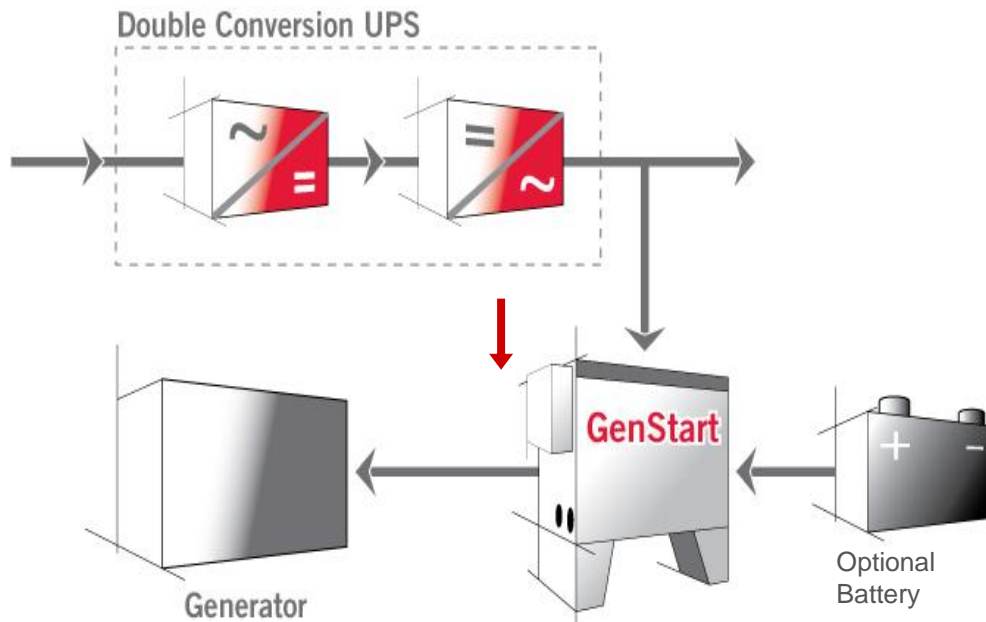 Double Conversion UPS
~
=
=
~
GenStart
+ -
Generator
Optional
Battery